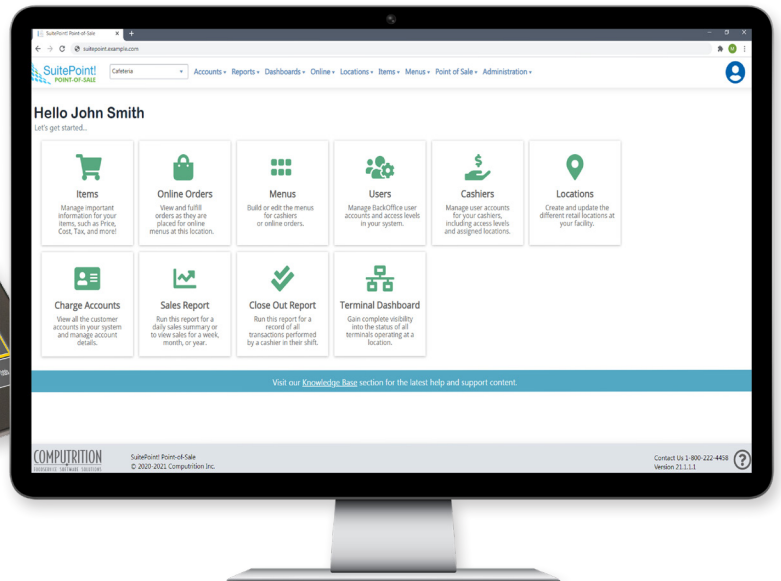 SuitePoint! Point-of-Sale
suitepoint.example.com
SuitePoint!
POINT-OF-SALE
Cafeteria
Accounts Reports Dashboards Online Locations Items Menus Point of Sale Administration
Hello John Smith
Let's get started...
Items
Manage important
information for your
items, such as Price,
Cost, Tax, and more!
Online Orders
View and fulfill
orders as they are
placed for online
menus at this location.
Menus
Build or edit the menus
for cashiers
or online orders.
Users
Manage BackOffice user
accounts and access levels
in your system.
Cashiers
Manage user accounts
for your cashiers,
including access levels
and assigned locations.
Locations
Create and update the
different retail locations at
your facility.
Charge Accounts
View all the customer
accounts in your system
and manage account
details.
Sales Report
Run this report for a
daily sales summary or
to view sales for a week,
month, or year.
Close Out Report
Run this report for a
record of all
transactions performed
by a cashier in their shift.
Terminal Dashboard
Gain complete visibility
into the status of all
terminals operating at a
location.
Visit our Knowledge Base section for the latest help and support content.
COMPUTRITION
FOODSERVICE SOFTWARE SOLUTIONS
SuitePoint! Point-of-Sale
© 2020-2021 Computrition Inc.
Contact Us 1-800-222-4458
Version 21.1.1.1
?